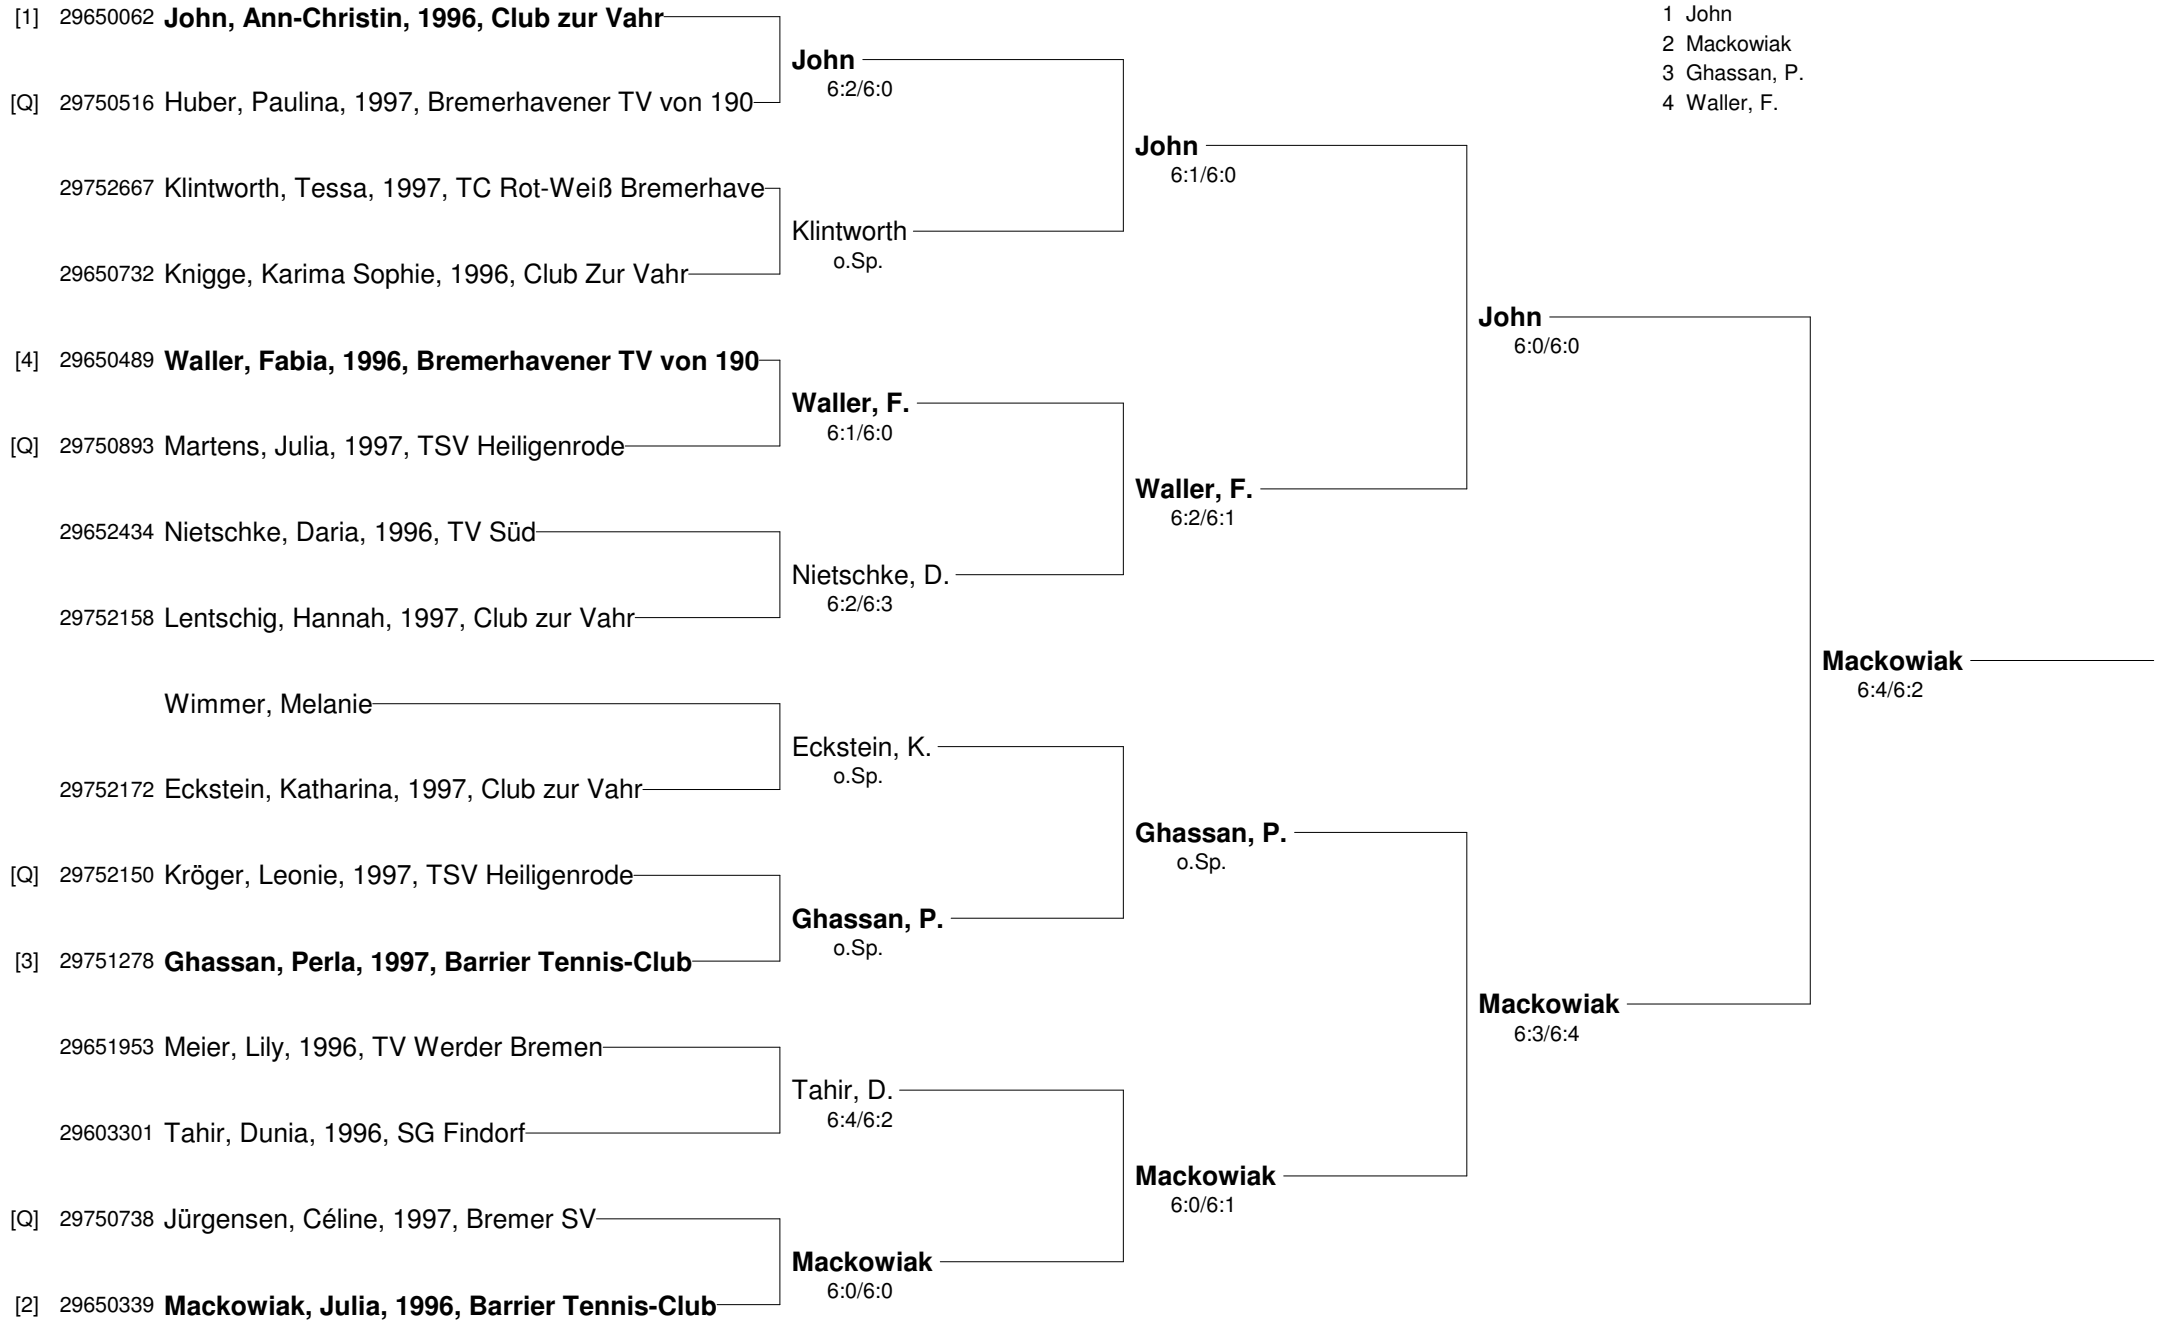 [1] 29650062 John, Ann-Christin, 1996, Club zur Vahr
1 John
2 Mackowiak
3 Ghassan, P.
4 Waller, F.
John
6:2/6:0
[Q] 29750516 Huber, Paulina, 1997, Bremerhavener TV von 190
John
6:1/6:0
29752667 Klintworth, Tessa, 1997, TC Rot-Weiß Bremerhave
Klintworth
o.Sp.
29650732 Knigge, Karima Sophie, 1996, Club Zur Vahr
John
6:0/6:0
[4] 29650489 Waller, Fabia, 1996, Bremerhavener TV von 190
Waller, F.
6:1/6:0
[Q] 29750893 Martens, Julia, 1997, TSV Heiligenrode
Waller, F.
6:2/6:1
29652434 Nietschke, Daria, 1996, TV Süd
Nietschke, D.
6:2/6:3
29752158 Lentschig, Hannah, 1997, Club zur Vahr
Mackowiak
6:4/6:2
Wimmer, Melanie
Eckstein, K.
o.Sp.
29752172 Eckstein, Katharina, 1997, Club zur Vahr
Ghassan, P.
o.Sp.
[Q] 29752150 Kröger, Leonie, 1997, TSV Heiligenrode
Ghassan, P.
o.Sp.
[3] 29751278 Ghassan, Perla, 1997, Barrier Tennis-Club
Mackowiak
6:3/6:4
29651953 Meier, Lily, 1996, TV Werder Bremen
Tahir, D.
6:4/6:2
29603301 Tahir, Dunia, 1996, SG Findorf
Mackowiak
6:0/6:1
[Q] 29750738 Jürgensen, Céline, 1997, Bremer SV
Mackowiak
6:0/6:0
[2] 29650339 Mackowiak, Julia, 1996, Barrier Tennis-Club